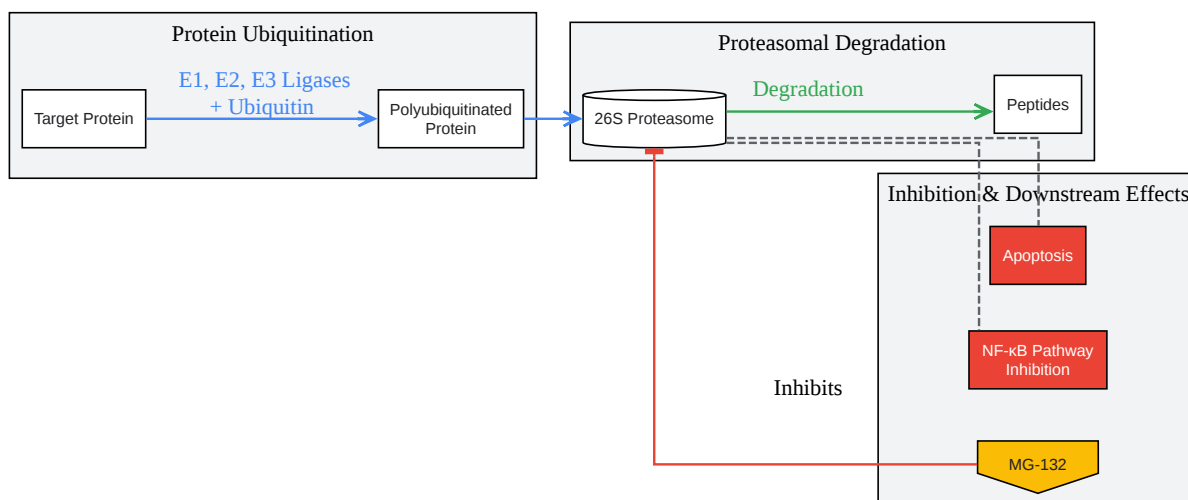 Protein Ubiquitination
E1, E2, E3 Ligases
+ Ubiquitin
Target Protein
Polyubiquitinated
Protein
Proteasomal Degradation
Degradation
26S Proteasome
Peptides
Inhibition & Downstream Effects
Apoptosis
NF-κB Pathway
Inhibition
Inhibits
MG-132